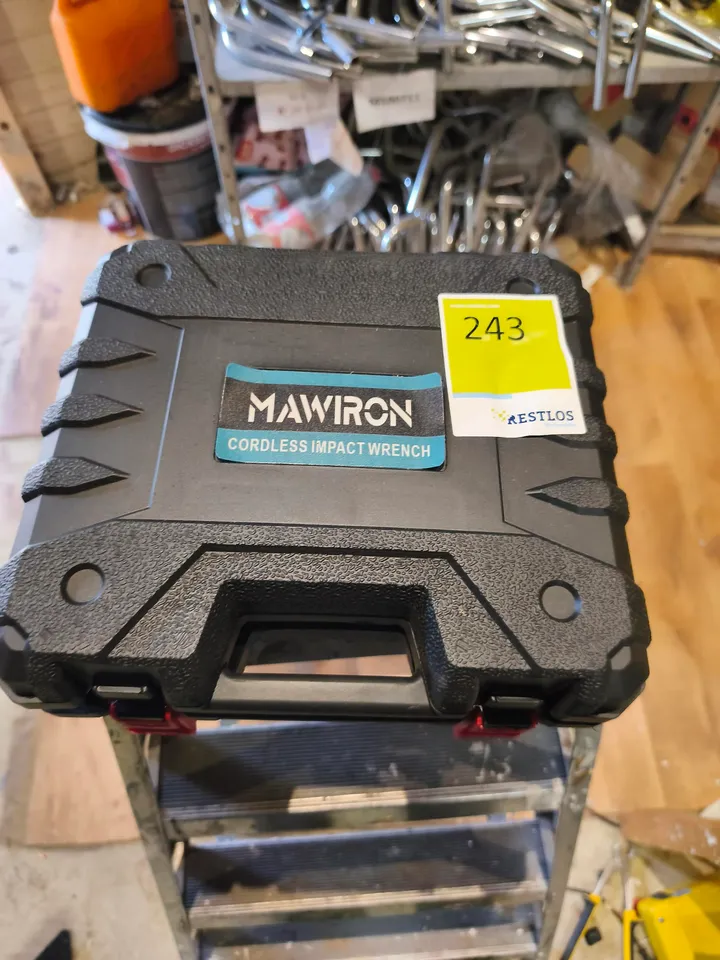 243
RESTLOS
MAWIRON
CORDLESS IMPACT WRENCH